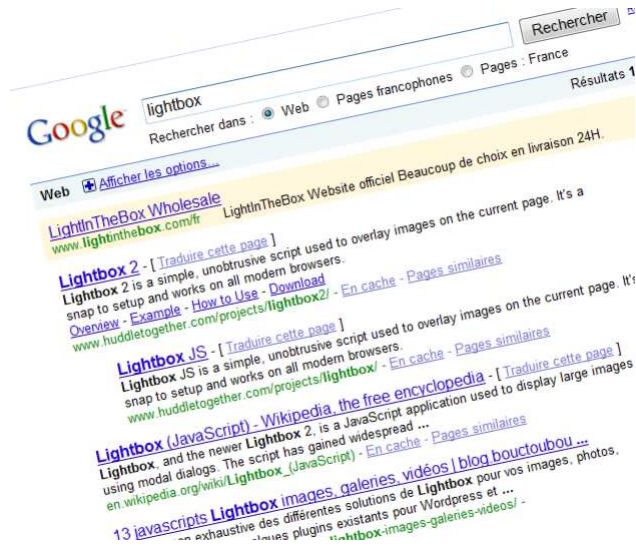 Google
lightbox
Rechercher
Rechercher dans : Web Pages francophones Pages : France
Web Afficher les options...
Résultats 1
LightInTheBox Wholesale
www.lightinthebox.com/fr LightInTheBox Website officiel Beaucoup de choix en livraison 24H.
Lightbox 2 - [ Traduire cette page ]
Lightbox 2 is a simple, unobtrusive script used to overlay images on the current page. It's a
snap to setup and works on all modern browsers.
Overview - Example - How to Use - Download
www.huddletogether.com/projects/lightbox2/ - En cache - Pages similaires
Lightbox JS - [ Traduire cette page ]
Lightbox JS is a simple, unobtrusive script used to overlay images on the current page. It's
snap to setup and works on all modern browsers.
www.huddletogether.com/projects/lightbox/ - En cache - Pages similaires
Lightbox (JavaScript) - Wikipedia, the free encyclopedia - [ Traduire cette page ]
Lightbox, and the newer Lightbox 2, is a JavaScript application used to display large images
using modal dialogs. The script has gained widespread ...
en.wikipedia.org/wiki/Lightbox_(JavaScript) - En cache - Pages similaires
13 javascripts Lightbox images, galeries, vidéos | blog bouctoubou ...
exhaustive des différentes solutions de Lightbox pour vos images, photos,
plugins existants pour Wordpress et ...
lightbox-images-galeries-videos/ -